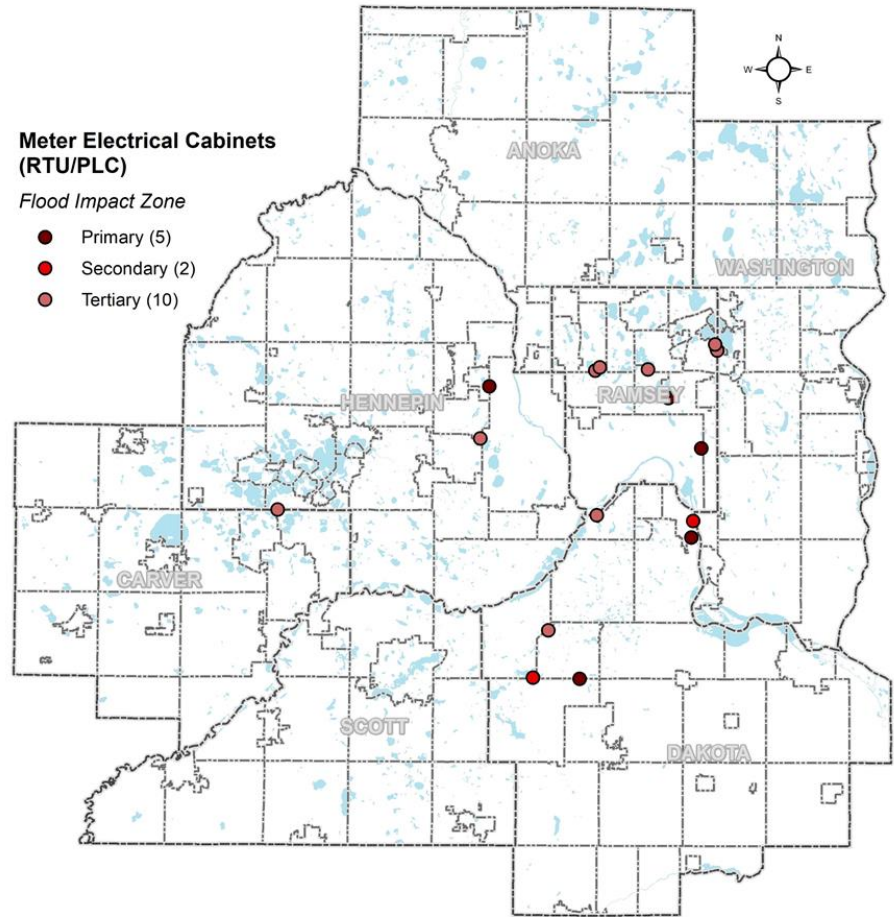 N
W E
S
Meter Electrical Cabinets
(RTU/PLC)
Flood Impact Zone
Primary (5)
Secondary (2)
Tertiary (10)
ANOKA
WASHINGTON
HENNEPIN
RAMSEY
CARVER
SCOTT
DAKOTA